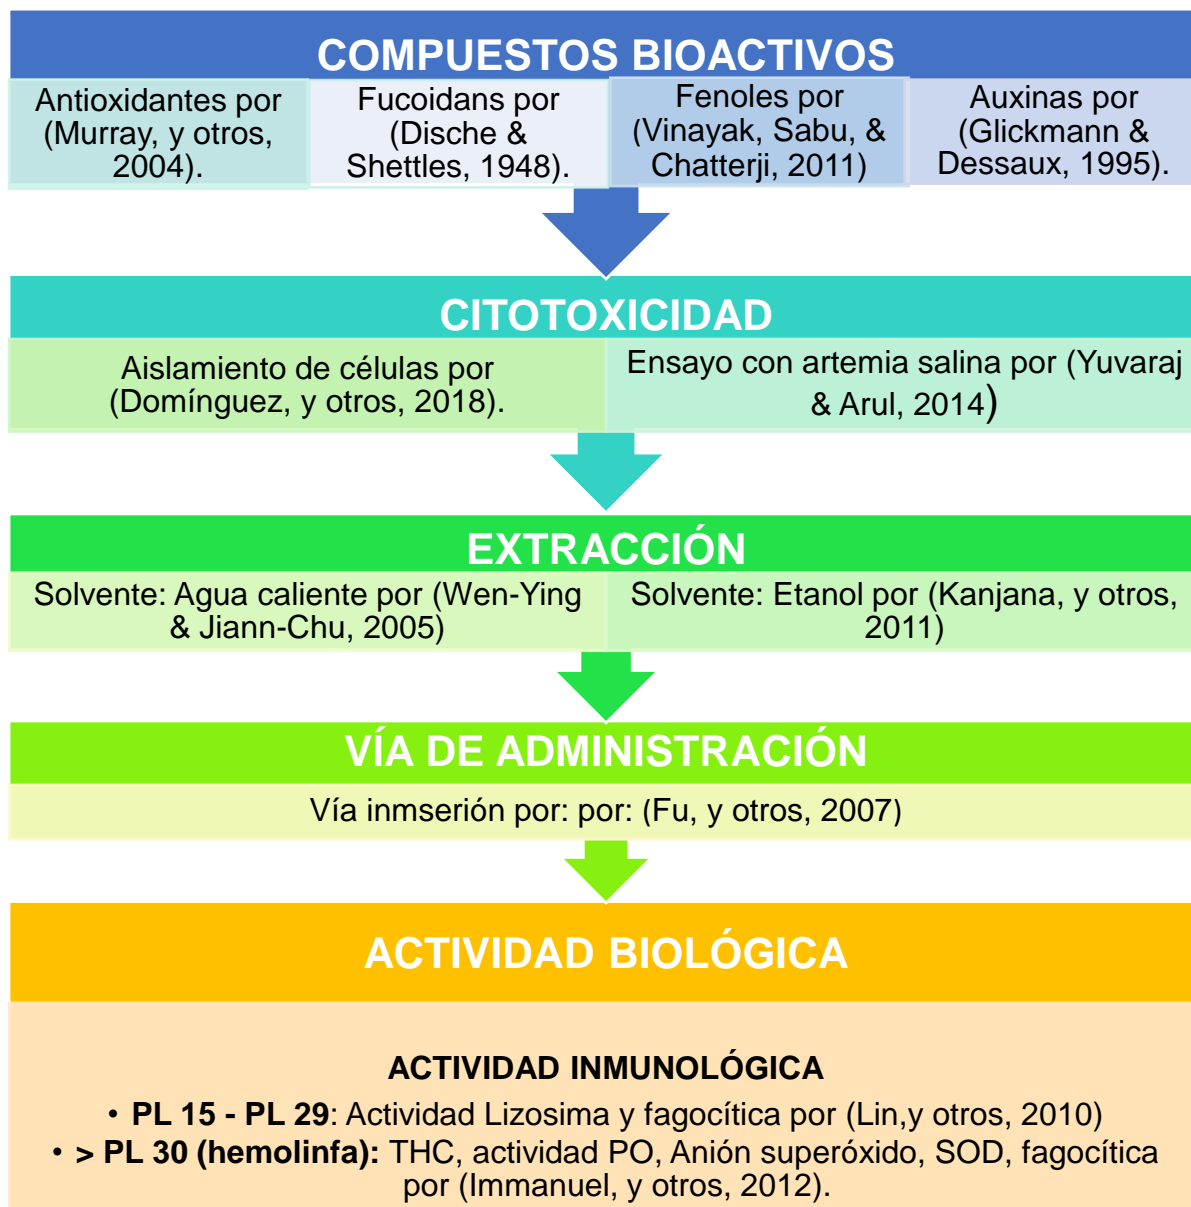 COMPUESTOS BIOACTIVOS
Antioxidantes por
(Murray, y otros,
2004).
Fucoidans por
(Dische &
Shettles, 1948).
Fenoles por
(Vinayak, Sabu, &
Chatterji, 2011)
Auxinas por
(Glickmann &
Dessaux, 1995).
CITOTOXICIDAD
Aislamiento de células por
(Domínguez, y otros, 2018).
Ensayo con artemia salina por (Yuvaraj
& Arul, 2014)
EXTRACCIÓN
Solvente: Agua caliente por (Wen-Ying
& Jiann-Chu, 2005)
Solvente: Etanol por (Kanjana, y otros,
2011)
VÍA DE ADMINISTRACIÓN
Vía inmserión por: por: (Fu, y otros, 2007)
ACTIVIDAD BIOLÓGICA
ACTIVIDAD INMUNOLÓGICA
• PL 15 - PL 29: Actividad Lizosima y fagocítica por (Lin,y otros, 2010)
• > PL 30 (hemolinfa): THC, actividad PO, Anión superóxido, SOD, fagocítica
por (Immanuel, y otros, 2012).